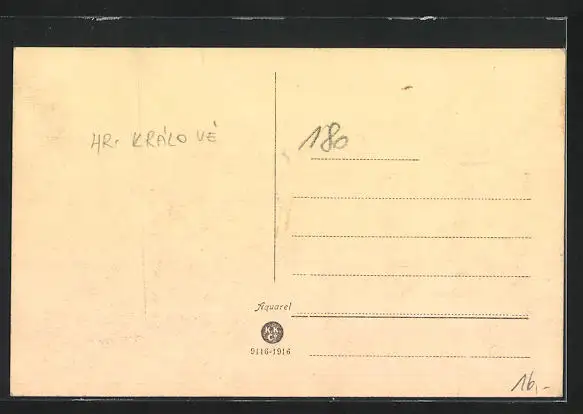 HR. KRÁLOVÉ
180
Aquarel
K.K.
Co
9116-1916
16,-